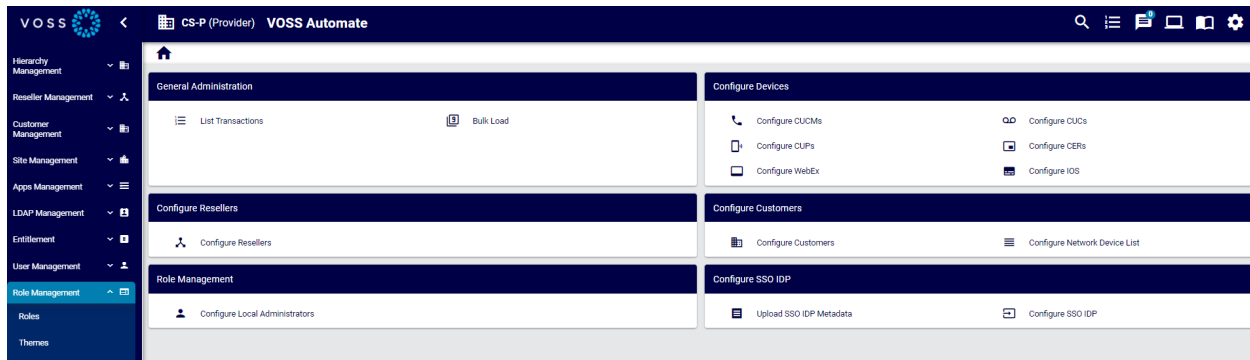 VOSS
CS-P (Provider) VOSS Automate
0
Hierarchy
Management
Reseller Management
Customer
Management
Site Management
Apps Management
LDAP Management
Entitlement
User Management
Role Management
Roles
Themes
General Administration
List Transactions
9
Bulk Load
Configure Devices
Configure CUCMs
Configure CUCs
Configure CUPs
Configure CERs
Configure WebEx
Configure IOS
Configure Resellers
Configure Resellers
Configure Customers
Configure Customers
Configure Network Device List
Role Management
Configure Local Administrators
Configure SSO IDP
Upload SSO IDP Metadata
Configure SSO IDP